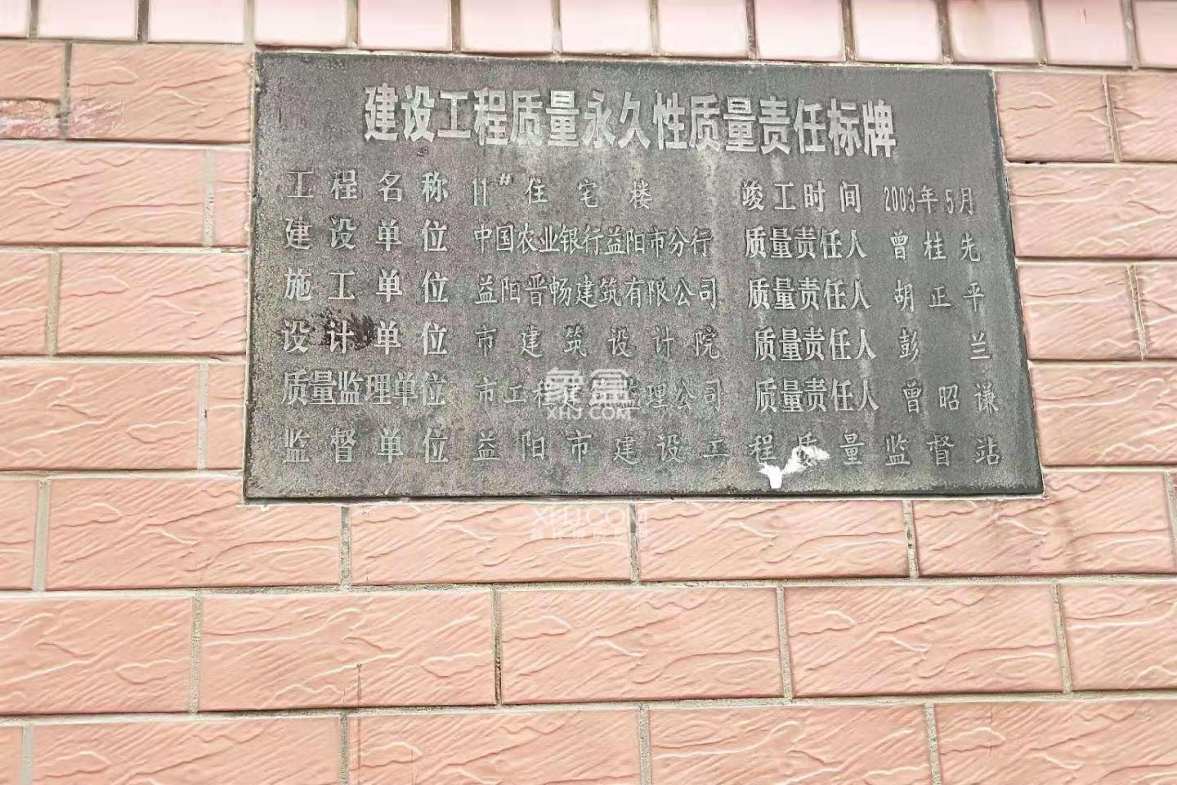 建设工程质量永久性质量责任标牌
工程名称 11#住宅楼 竣工时间 2003年5月
建设单位 中国农业银行益阳市分行 质量责任人 曾桂先
施工单位 益阳晋畅建筑有限公司 质量责任人 胡正平
设计单位 市建筑设计院 质量责任人 彭兰
质量监理单位 市工程 监理公司 质量责任人 曾昭谦
象盒
XHJ.COM
监督单位 益阳市建设工程质量监督站
XHJ.COM